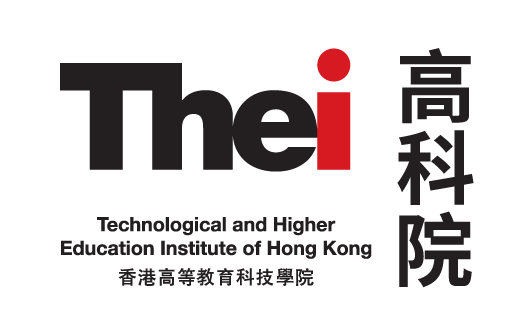 Thei
Technological and Higher
Education Institute of Hong Kong
香港高等教育科技學院
高科院